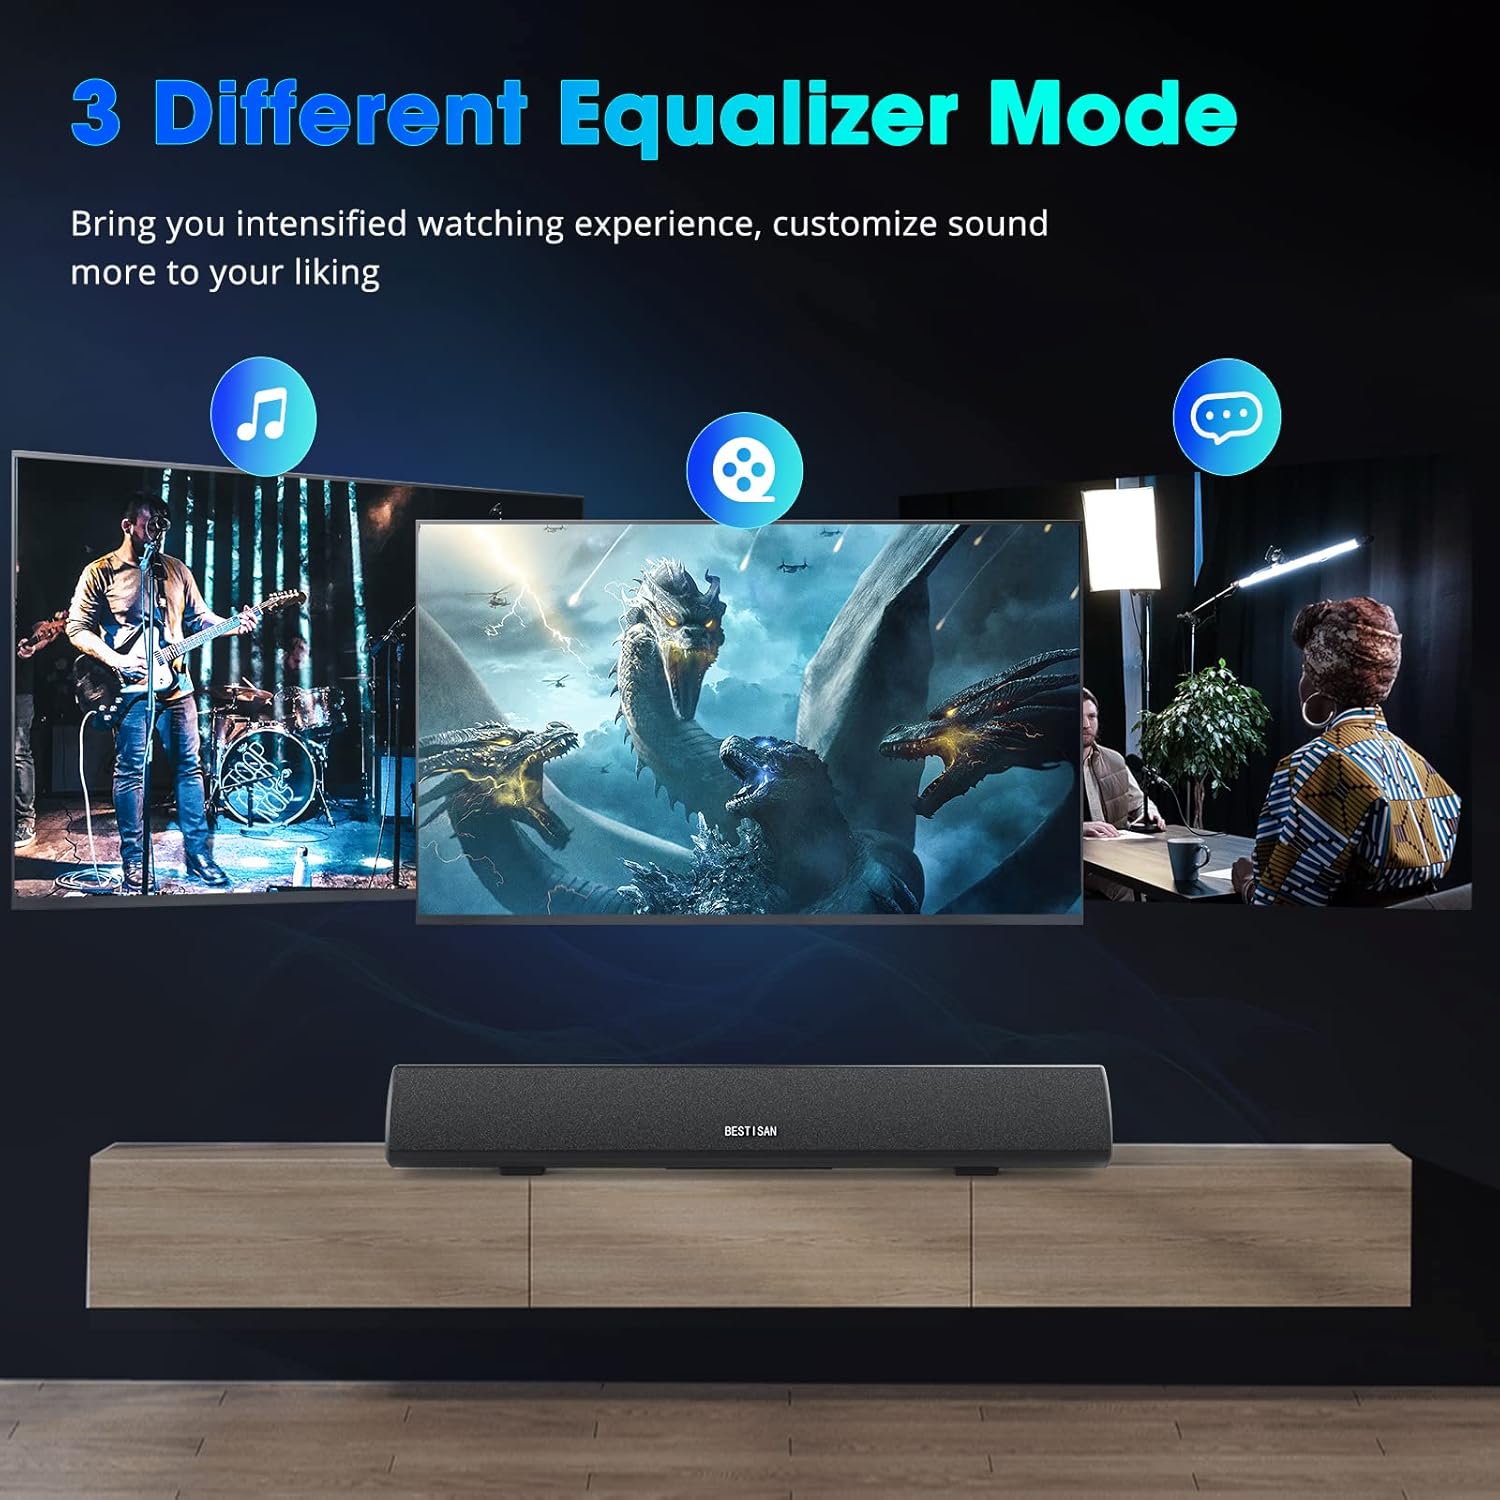 3 Different Equalizer Mode
Bring you intensified watching experience, customize sound
more to your liking
BESTISAN